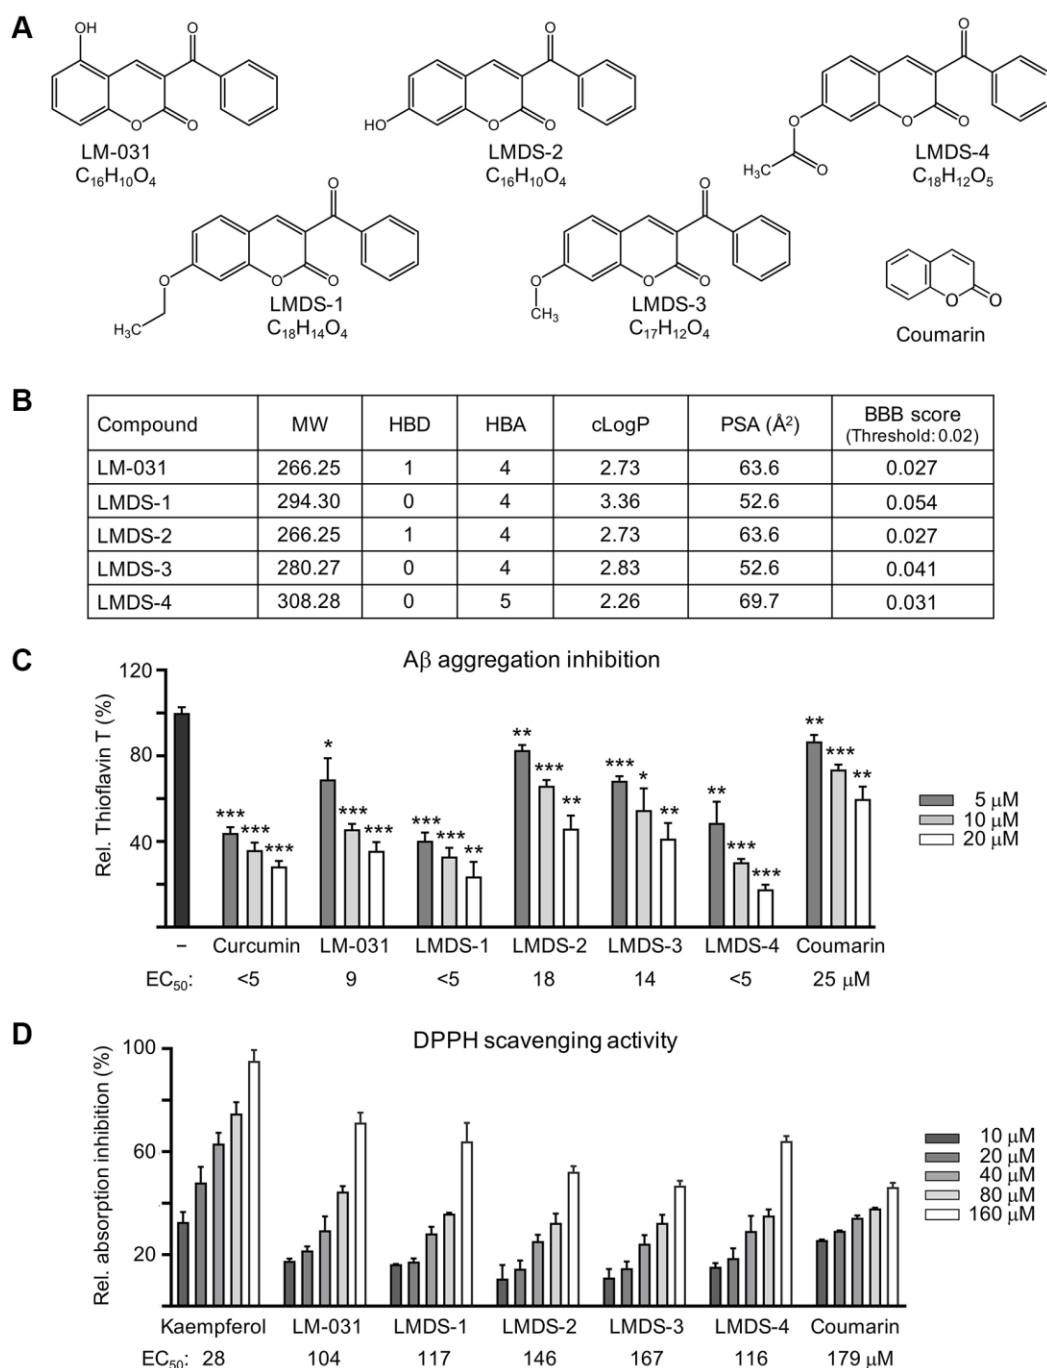 A
OH
O
O
O
LM-031
C₁₆H₁₀O₄
O
HO
O
O
LMDS-2
C₁₆H₁₀O₄
O
O
O
O
H₃C
O
LMDS-4
C₁₈H₁₂O₅
O
O
O
O
H₃C
LMDS-1
C₁₈H₁₄O₄
O
O
O
O
CH₃
LMDS-3
C₁₇H₁₂O₄
O
O
Coumarin
B
Compound MW HBD HBA cLogP PSA (Å²) BBB score
(Threshold: 0.02)
LM-031 266.25 1 4 2.73 63.6 0.027
LMDS-1 294.30 0 4 3.36 52.6 0.054
LMDS-2 266.25 1 4 2.73 63.6 0.027
LMDS-3 280.27 0 4 2.83 52.6 0.041
LMDS-4 308.28 0 5 2.26 69.7 0.031
C
Aβ aggregation inhibition
Rel. Thioflavin T (%)
120
80
40
*** *** ***
* *** ***
*** *** **
** *** **
*** * **
** *** ***
** *** **
5 μM
10 μM
20 μM
– Curcumin LM-031 LMDS-1 LMDS-2 LMDS-3 LMDS-4 Coumarin
EC₅₀: <5 9 <5 18 14 <5 25 μM
D
DPPH scavenging activity
Rel. absorption inhibition (%)
100
60
20
10 μM
20 μM
40 μM
80 μM
160 μM
Kaempferol LM-031 LMDS-1 LMDS-2 LMDS-3 LMDS-4 Coumarin
EC₅₀: 28 104 117 146 167 116 179 μM